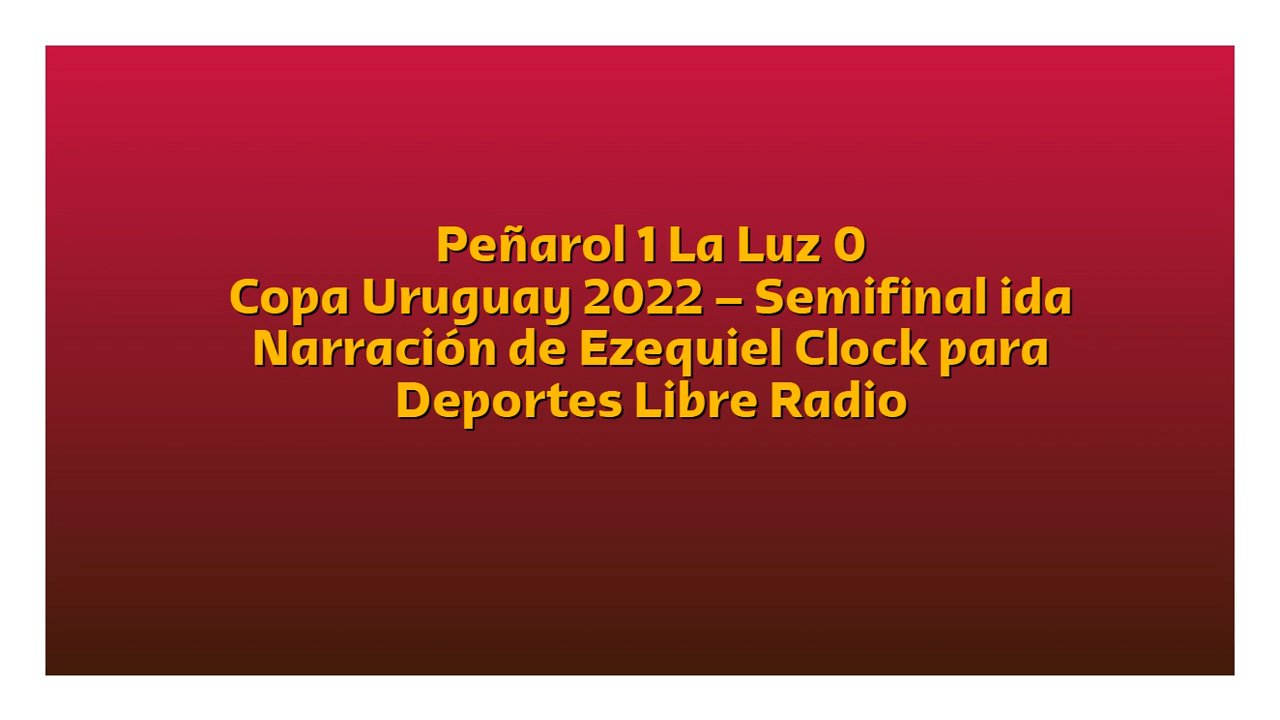 Peñarol 1 La Luz 0
Copa Uruguay 2022 – Semifinal ida
Narración de Ezequiel Clock para
Deportes Libre Radio